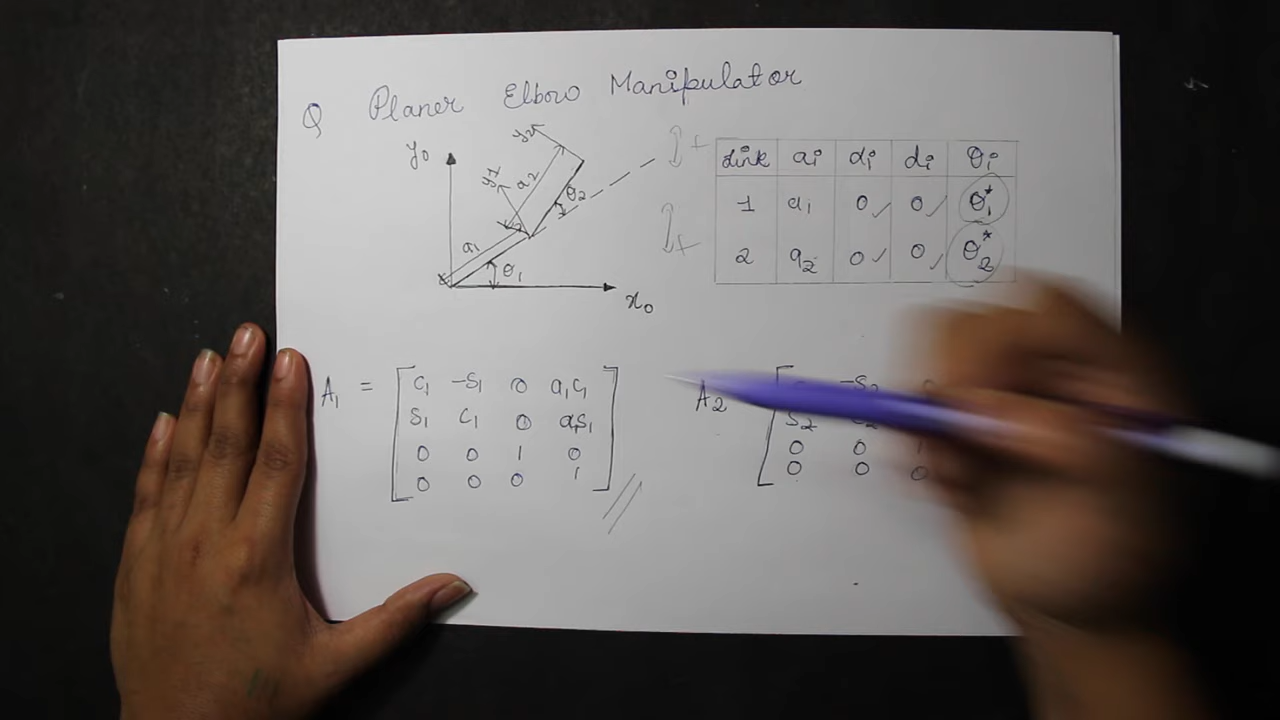 Q Planer Elbow Manipulator
y₀
y₂
y₁
a₂
θ₂
a₁
θ₁
x₀
Link aᵢ αᵢ dᵢ θᵢ
1 a₁ 0✓ 0✓ θ₁*
2 a₂ 0✓ 0✓ θ₂*
A₁ =
C₁ -S₁ 0 a₁C₁
S₁ C₁ 0 a₁S₁
0 0 1 0
0 0 0 1
A₂
-S₂
S₂ C₂
0 0 1
0 0 0